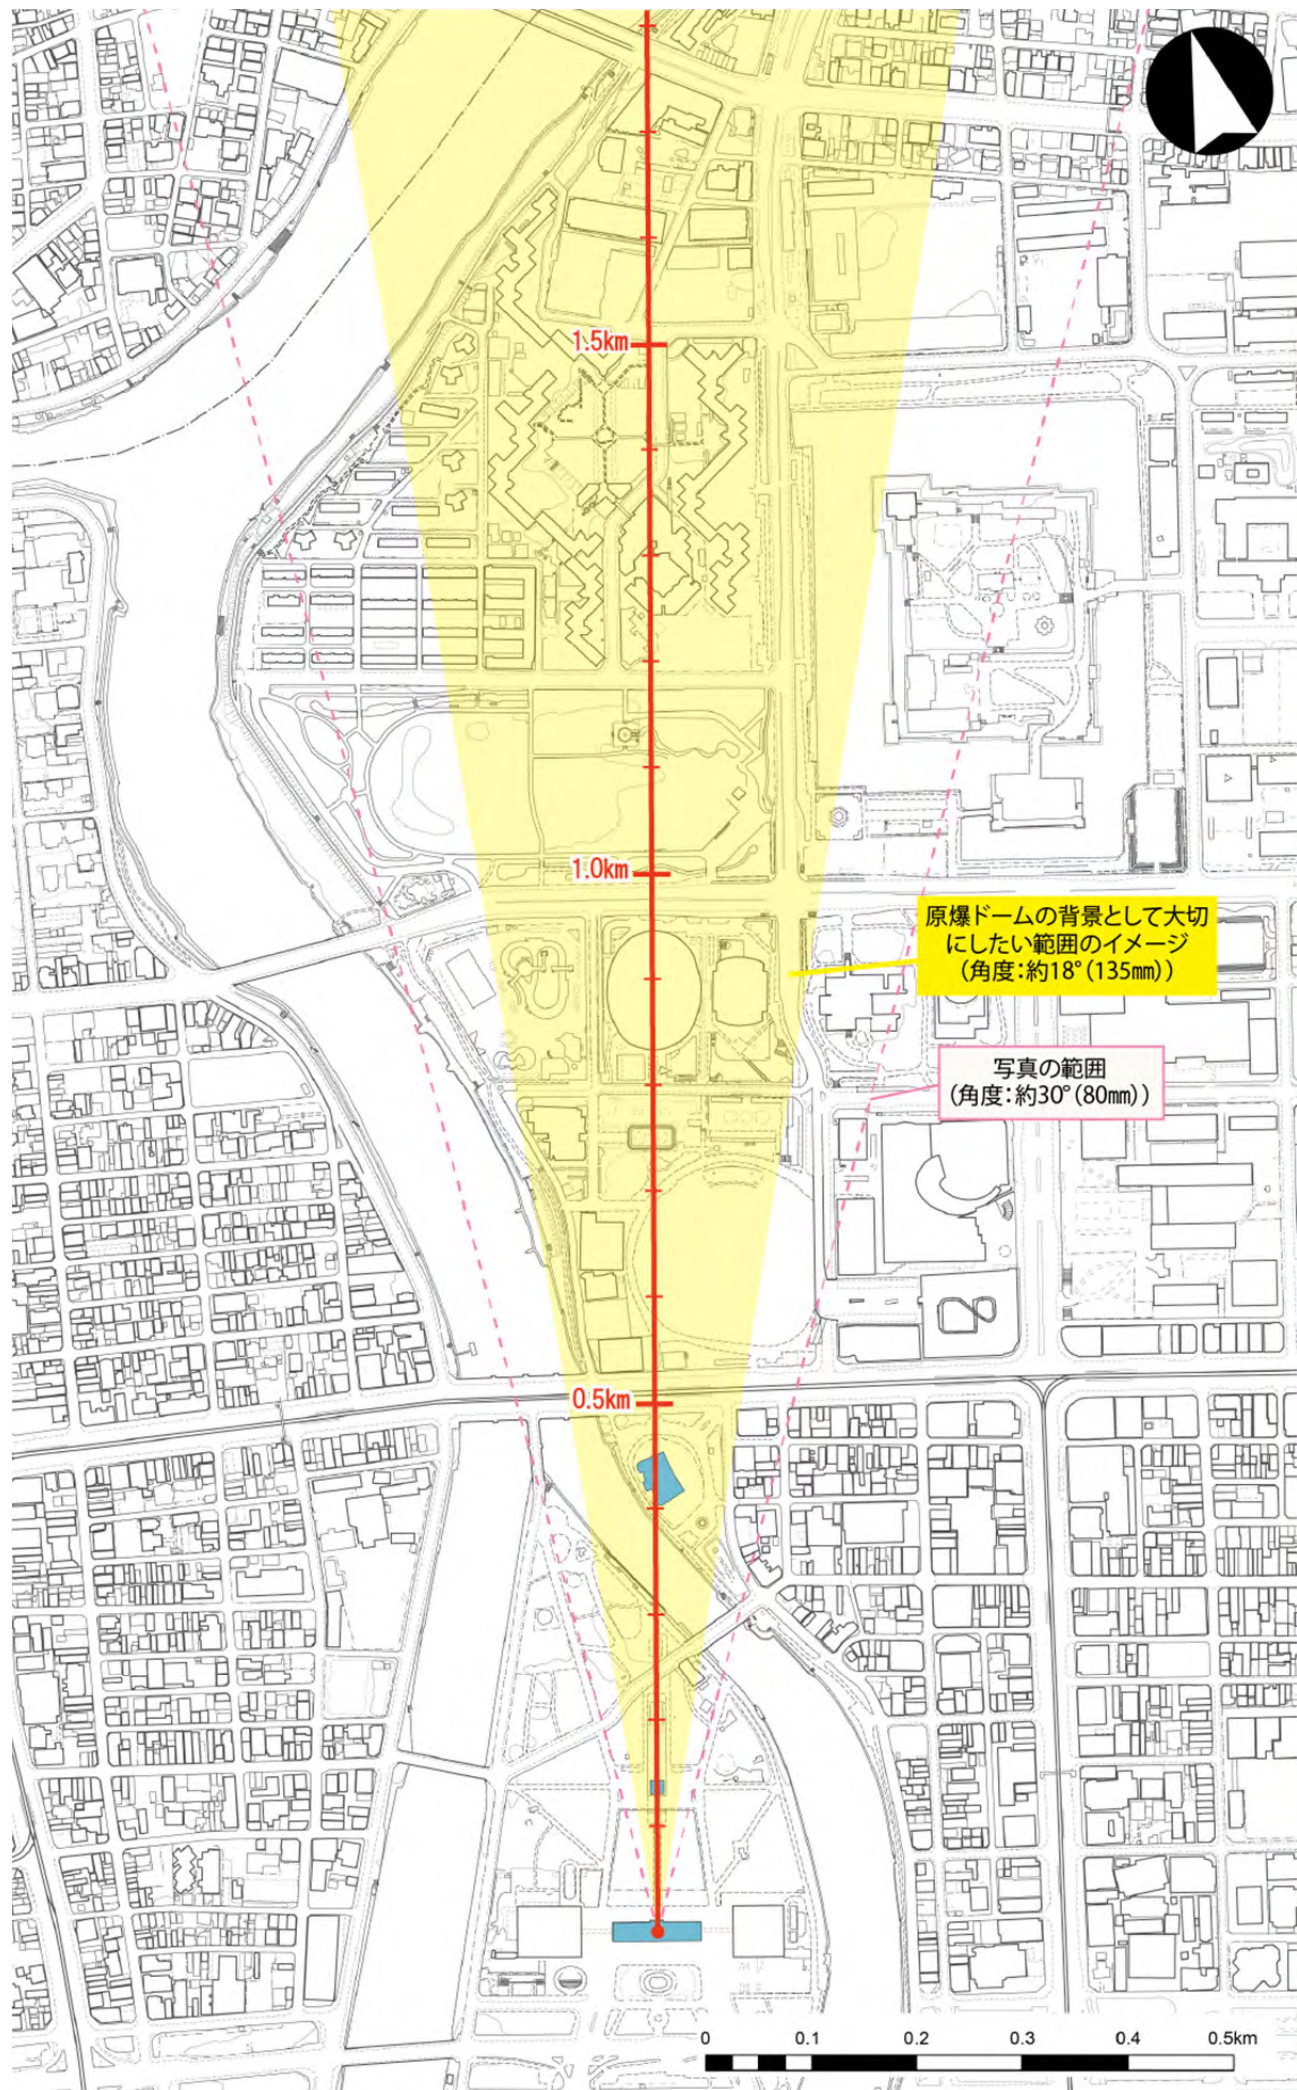 1.5km
1.0km
原爆ドームの背景として大切
にしたい範囲のイメージ
（角度：約18°（135㎜））
写真の範囲
（角度：約30°（80㎜））
0.5km
0 0.1 0.2 0.3 0.4 0.5km